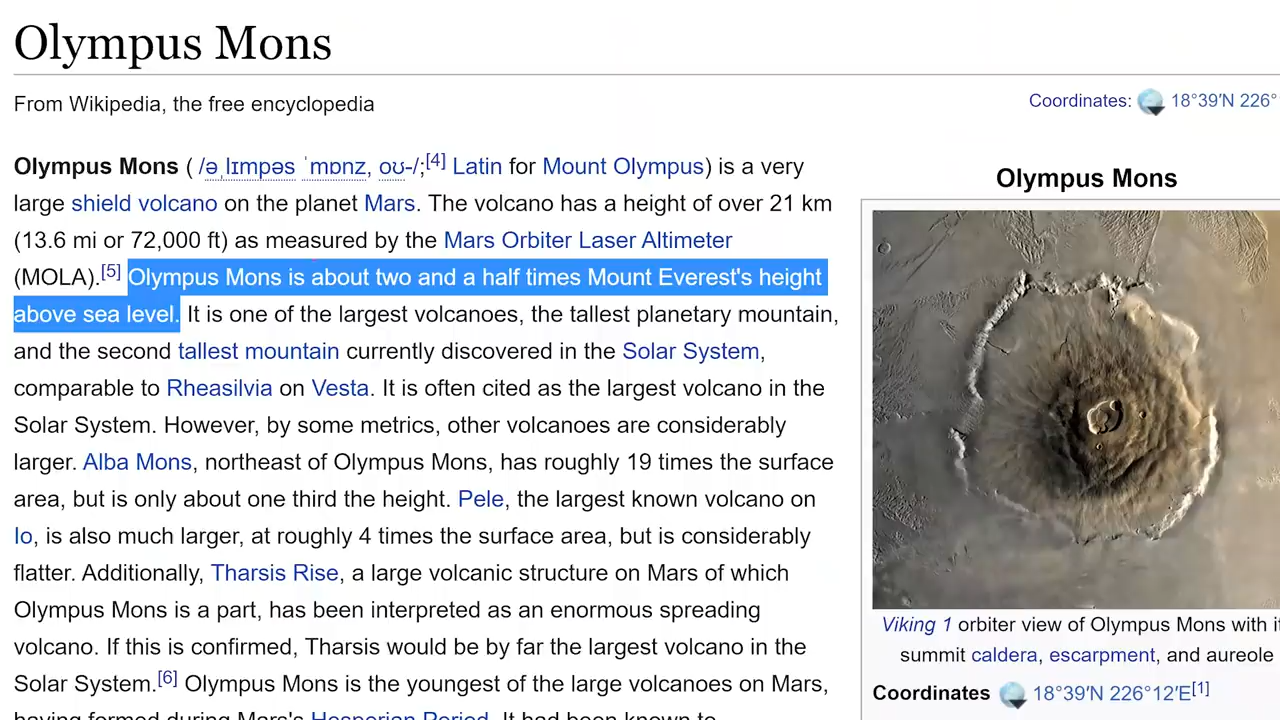 Olympus Mons
From Wikipedia, the free encyclopedia
Coordinates: 18°39′N 226°
Olympus Mons ( /əˌlɪmpəs ˈmɒnz, oʊ-/;[4] Latin for Mount Olympus) is a very
large shield volcano on the planet Mars. The volcano has a height of over 21 km
(13.6 mi or 72,000 ft) as measured by the Mars Orbiter Laser Altimeter
(MOLA).[5] Olympus Mons is about two and a half times Mount Everest's height
above sea level. It is one of the largest volcanoes, the tallest planetary mountain,
and the second tallest mountain currently discovered in the Solar System,
comparable to Rheasilvia on Vesta. It is often cited as the largest volcano in the
Solar System. However, by some metrics, other volcanoes are considerably
larger. Alba Mons, northeast of Olympus Mons, has roughly 19 times the surface
area, but is only about one third the height. Pele, the largest known volcano on
Io, is also much larger, at roughly 4 times the surface area, but is considerably
flatter. Additionally, Tharsis Rise, a large volcanic structure on Mars of which
Olympus Mons is a part, has been interpreted as an enormous spreading
volcano. If this is confirmed, Tharsis would be by far the largest volcano in the
Solar System.[6] Olympus Mons is the youngest of the large volcanoes on Mars,
having formed during Mars's Hesperian Period. It had been known to
Olympus Mons
Viking 1 orbiter view of Olympus Mons with
summit caldera, escarpment, and aureole
Coordinates 18°39′N 226°12′E[1]